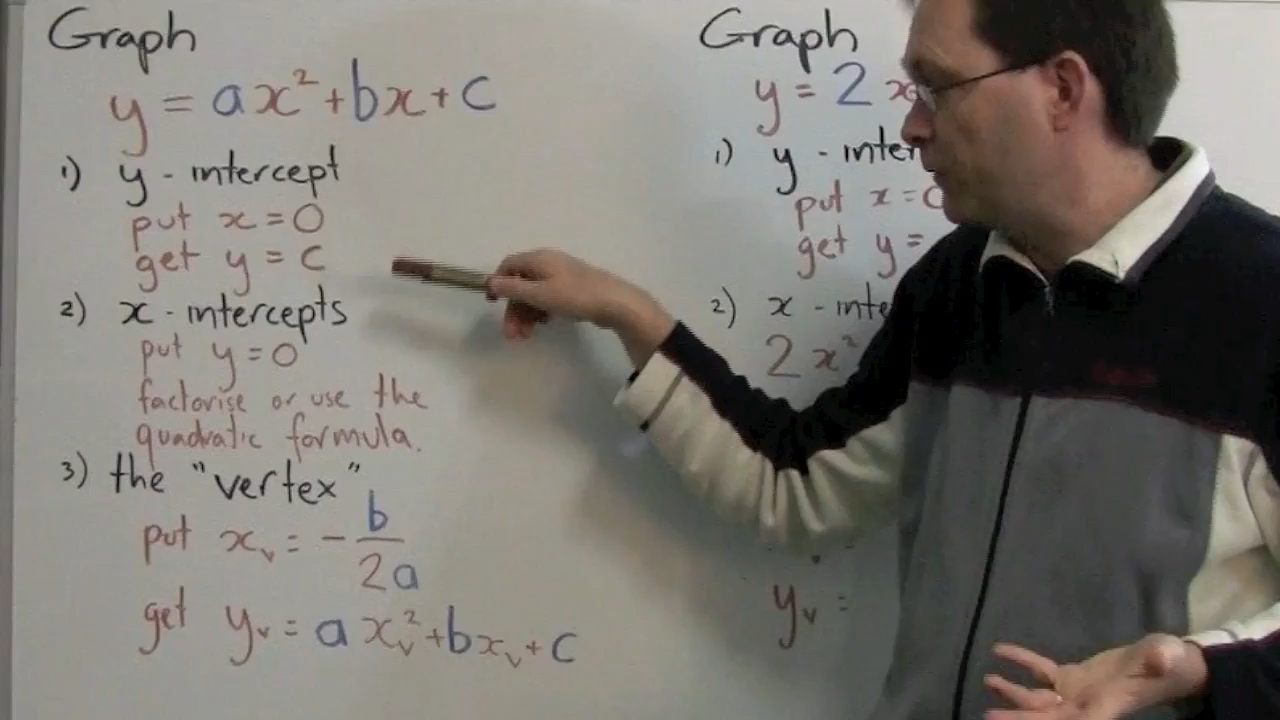 Graph
y = ax² + bx + c
1) y - intercept
put x = 0
get y = c
2) x - intercepts
put y = 0
factorise or use the
quadratic formula.
3) the "vertex"
put xᵥ = - b/2a
get yᵥ = axᵥ² + bxᵥ + c
Graph
y = 2
1) y - inter
put x =
get y =
2) x - inte
2x²
yᵥ =